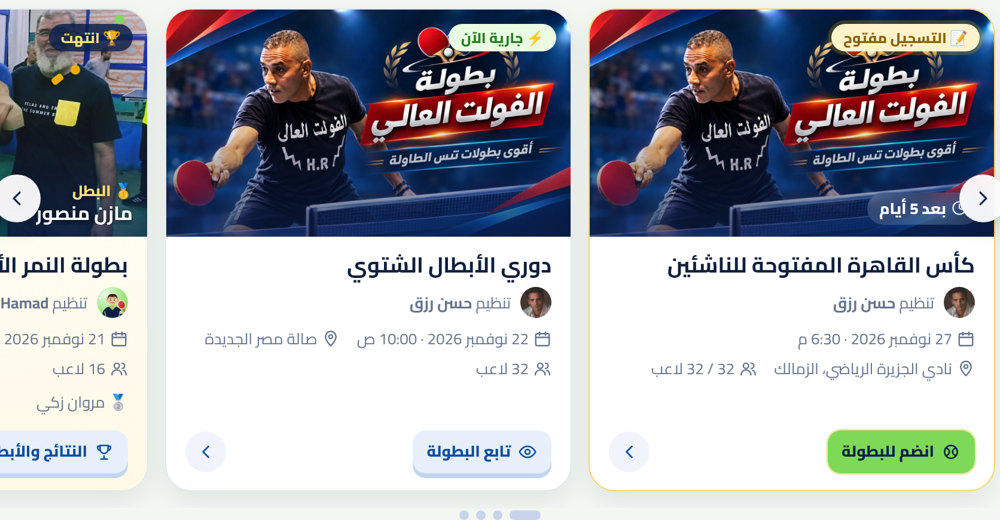 التسجيل مفتوح
بطولة
الفولت العالي
أقوى بطولات تنس الطاولة
الفولت العالى
H.R
بعد 5 أيام
كأس القاهرة المفتوحة للناشئين
تنظيم حسن رزق
27 نوفمبر 2026 · 6:30 م
نادي الجزيرة الرياضي، الزمالك
32 / 32 لاعب
انضم للبطولة
جارية الآن
بطولة
الفولت العالي
أقوى بطولات تنس الطاولة
الفولت العالى
H.R
دوري الأبطال الشتوي
تنظيم حسن رزق
22 نوفمبر 2026 · 10:00 ص
صالة مصر الجديدة
32 لاعب
تابع البطولة
انتهت
البطل
مازن منصور
بطولة النمر
تنظيم Hamad
21 نوفمبر 2026
16 لاعب
مروان زكي
النتائج